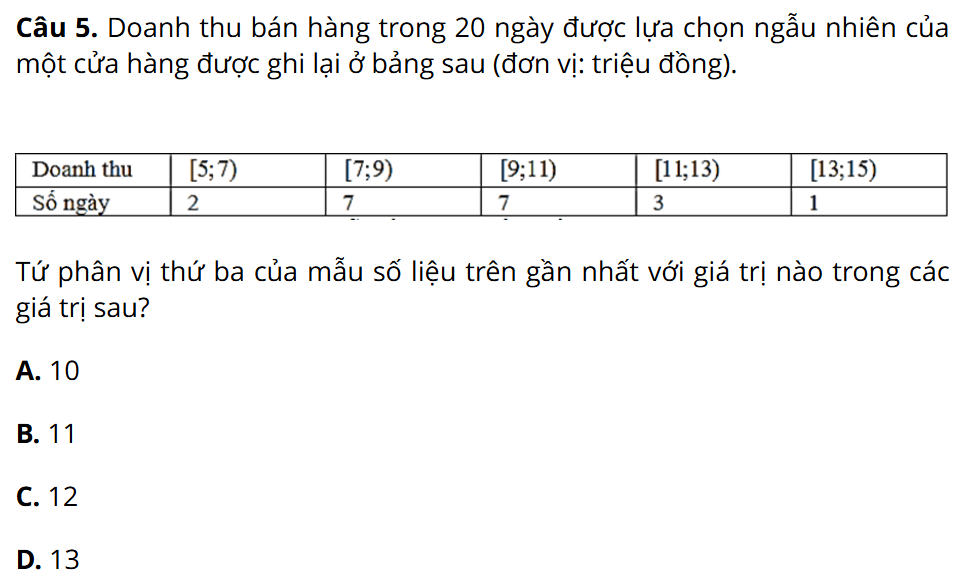 Câu 5. Doanh thu bán hàng trong 20 ngày được lựa chọn ngẫu nhiên của
một cửa hàng được ghi lại ở bảng sau (đơn vị: triệu đồng).
Doanh thu [5;7) [7;9) [9;11) [11;13) [13;15)
Số ngày 2 7 7 3 1
Tứ phân vị thứ ba của mẫu số liệu trên gần nhất với giá trị nào trong các
giá trị sau?
A. 10
B. 11
C. 12
D. 13